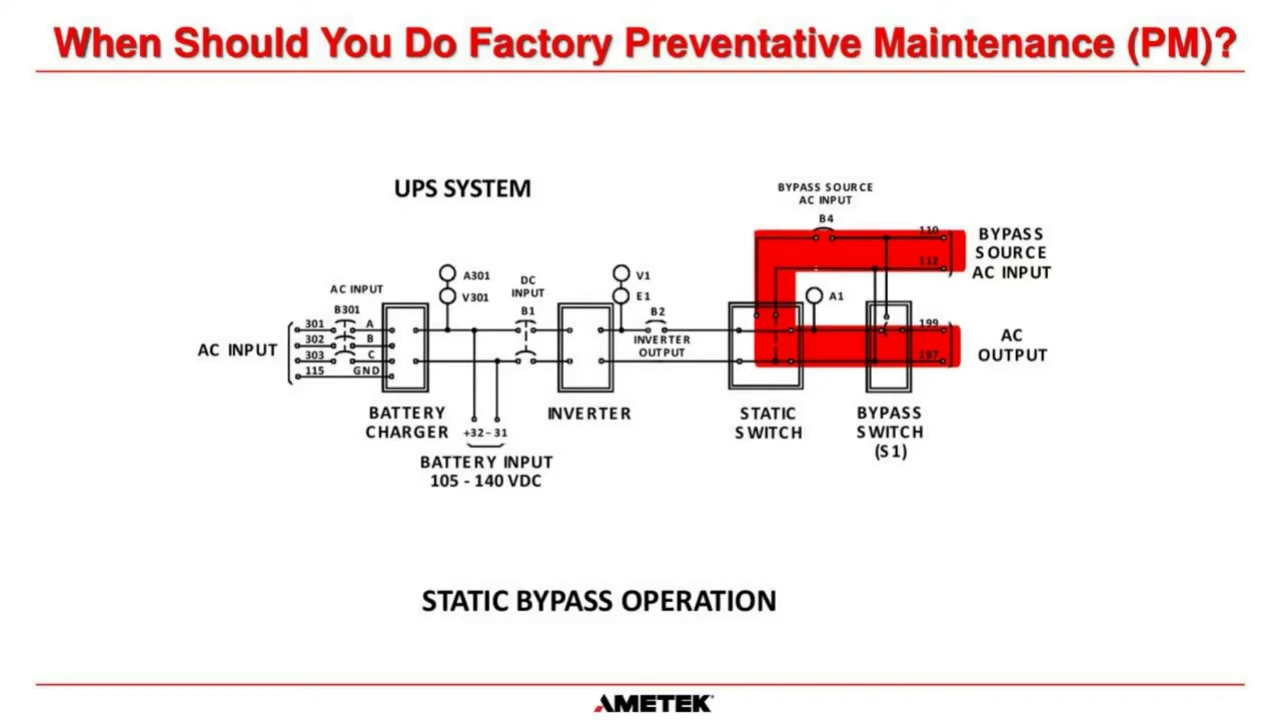 When Should You Do Factory Preventative Maintenance (PM)?
UPS SYSTEM
BYPASS SOURCE
AC INPUT
B4
110
112
BYPASS
SOURCE
AC INPUT
A301
V301
DC
INPUT
B1
V1
E1
B2
INVERTER
OUTPUT
A1
AC INPUT
B301
AC INPUT
301
302
303
115
A
B
C
GND
199
197
AC
OUTPUT
BATTERY
CHARGER
+32 - 31
INVERTER
STATIC
SWITCH
BYPASS
SWITCH
(S1)
BATTERY INPUT
105 - 140 VDC
STATIC BYPASS OPERATION
AMETEK